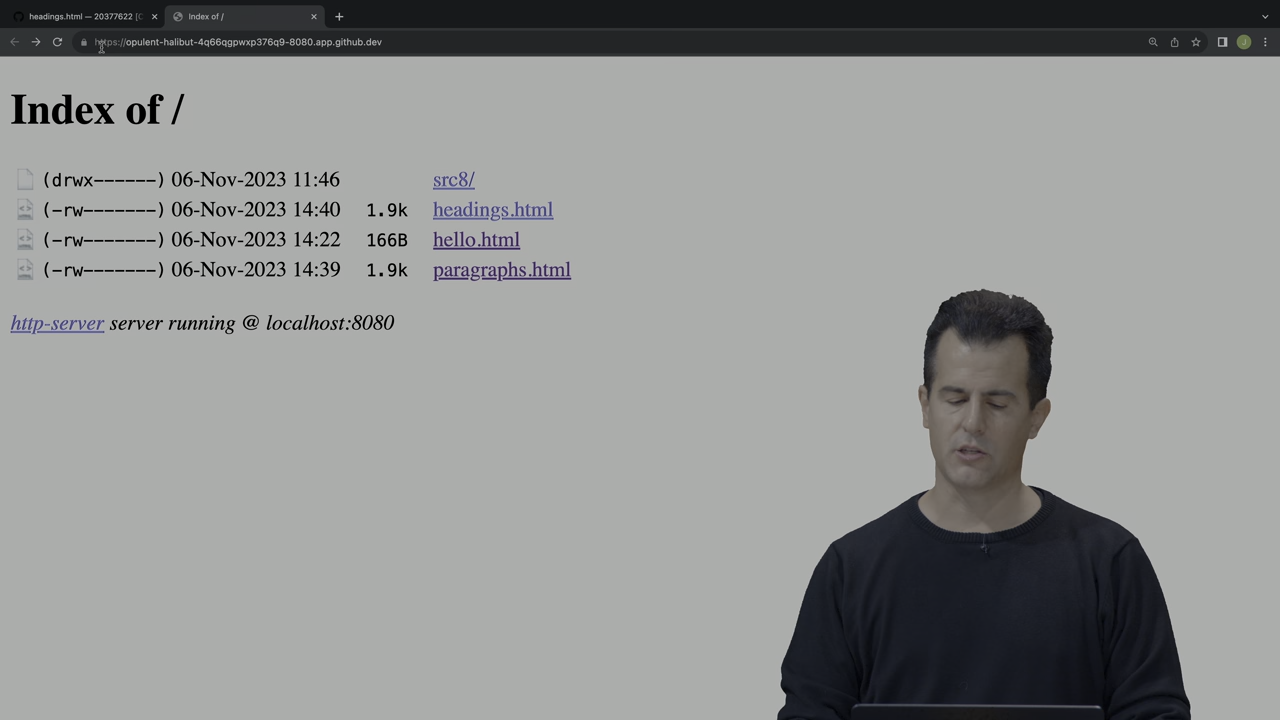 headings.html — 20377622 [C
Index of /
https://opulent-halibut-4q66qgpwxp376q9-8080.app.github.dev
J
Index of /
(drwx------) 06-Nov-2023 11:46 src8/
(-rw-------) 06-Nov-2023 14:40 1.9k headings.html
(-rw-------) 06-Nov-2023 14:22 166B hello.html
(-rw-------) 06-Nov-2023 14:39 1.9k paragraphs.html
http-server server running @ localhost:8080